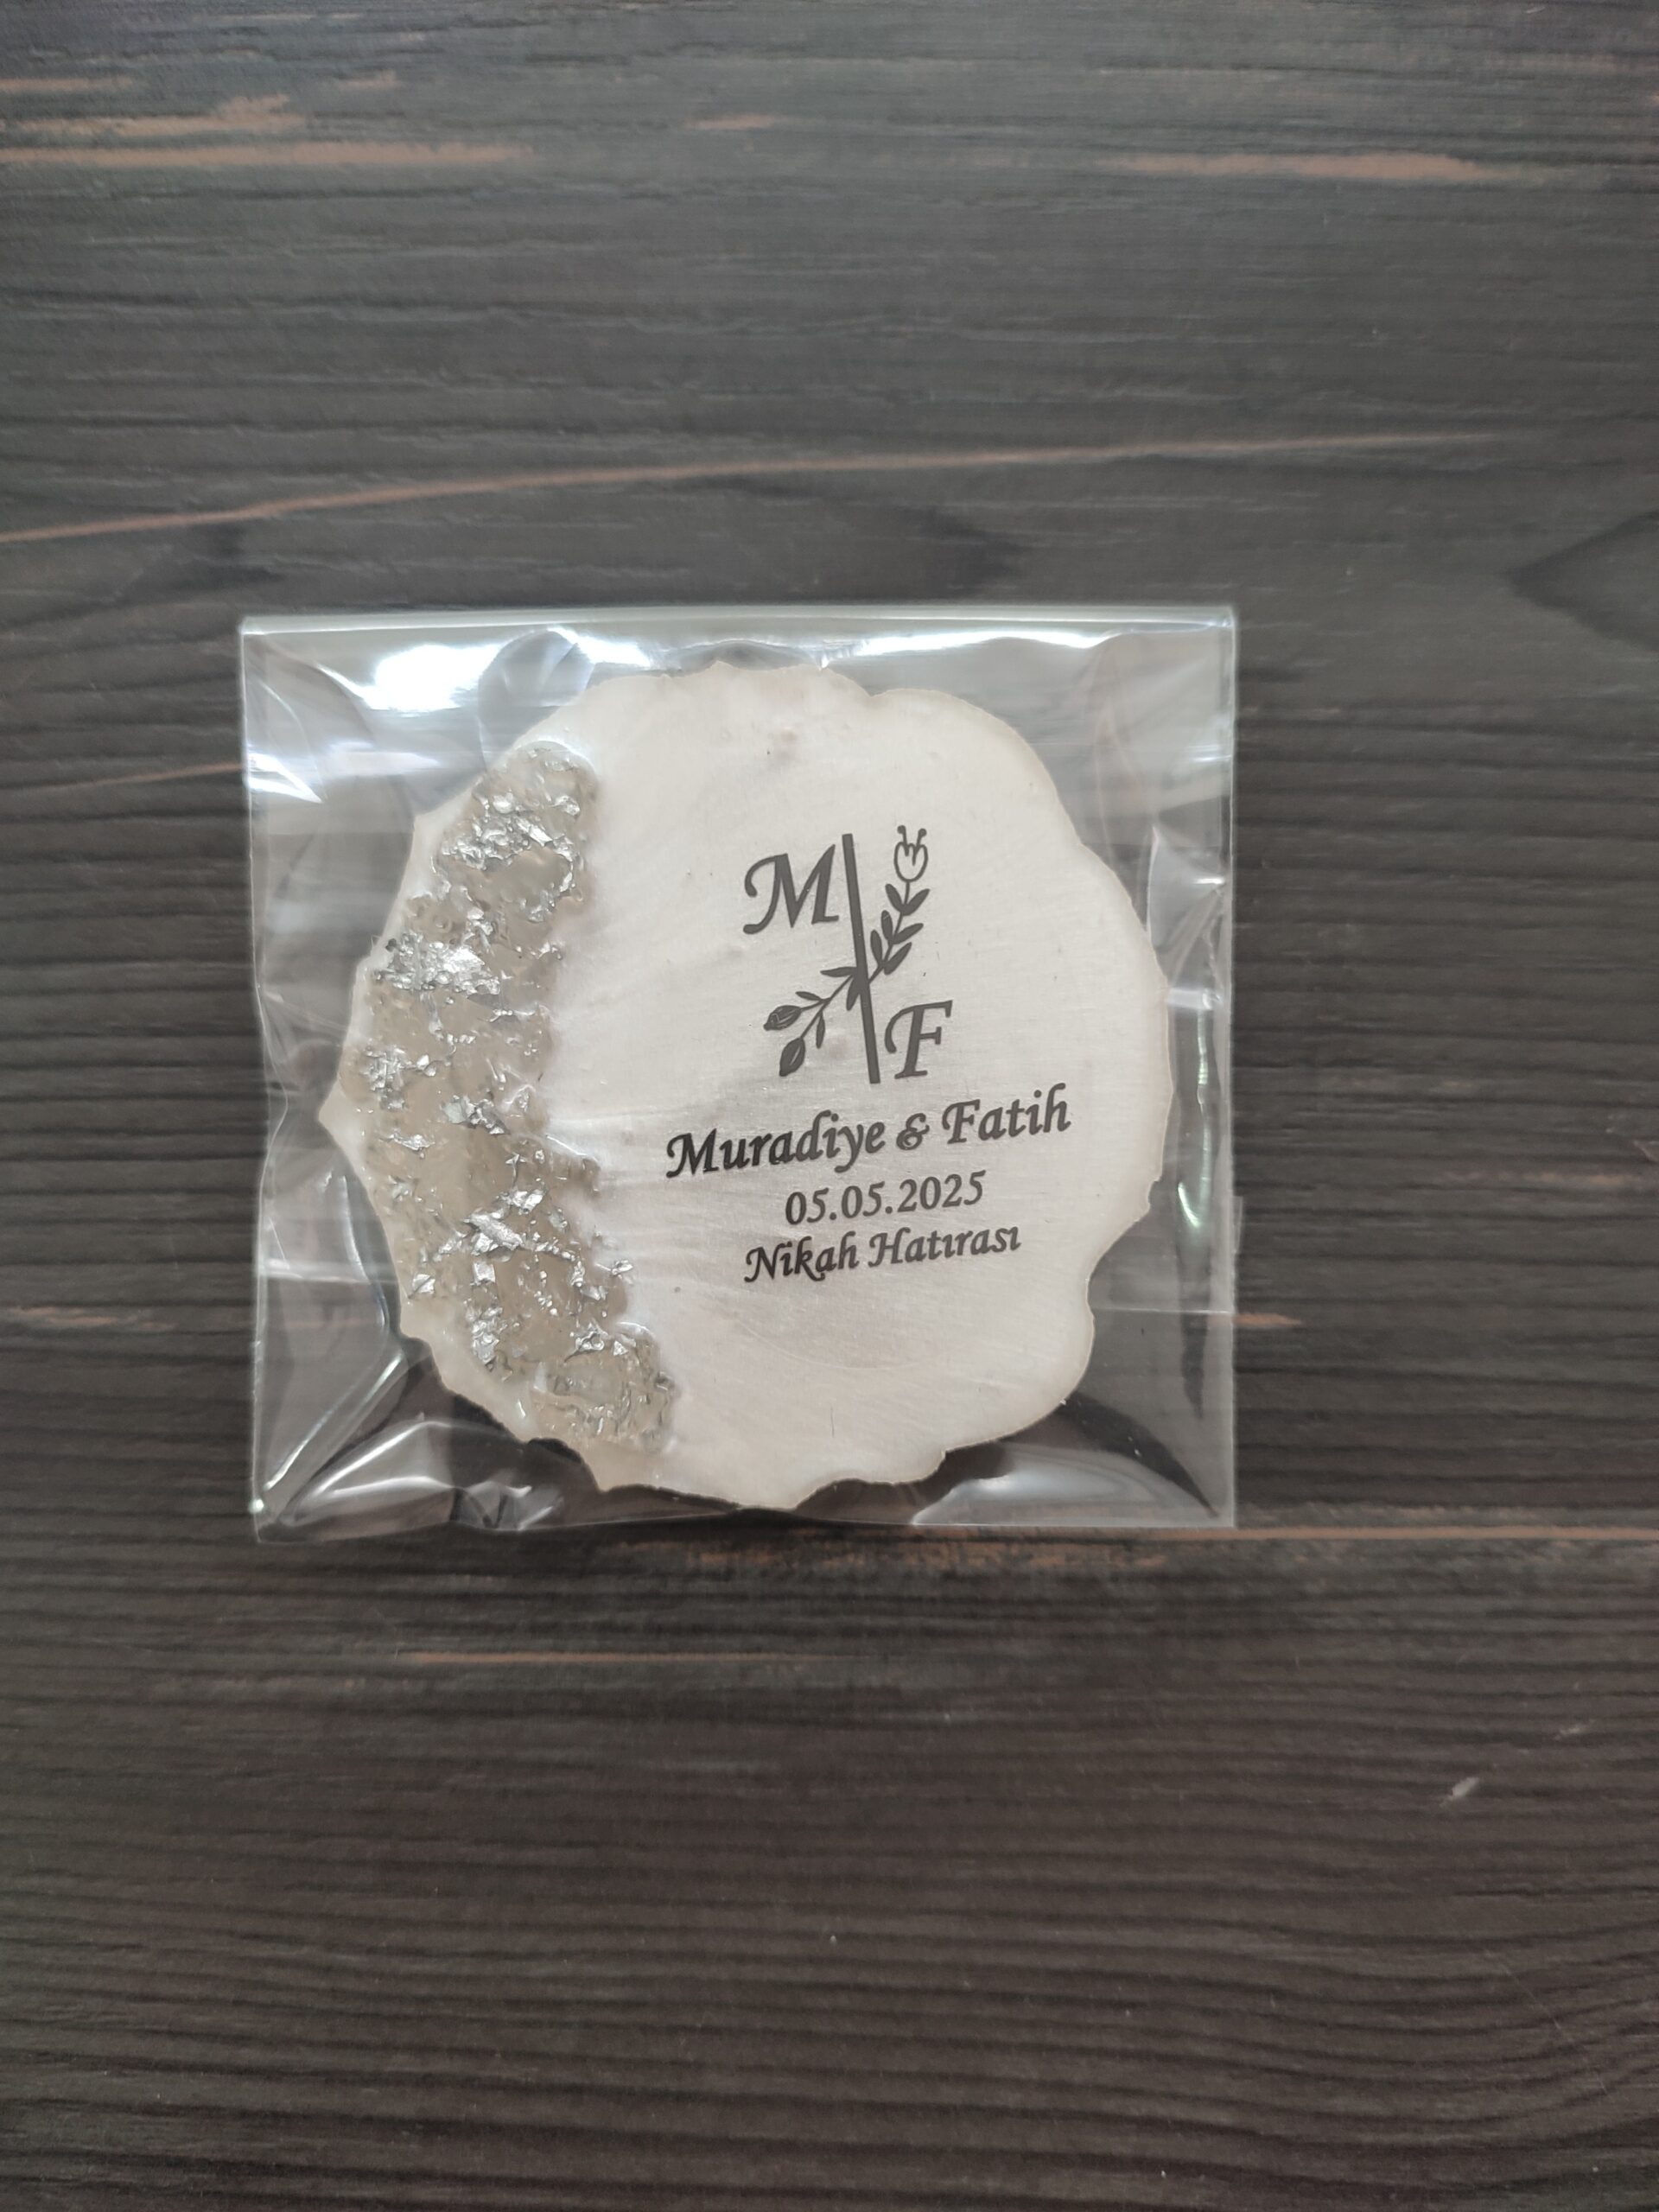 M
F
Muradiye & Fatih
05.05.2025
Nikah Hatırası